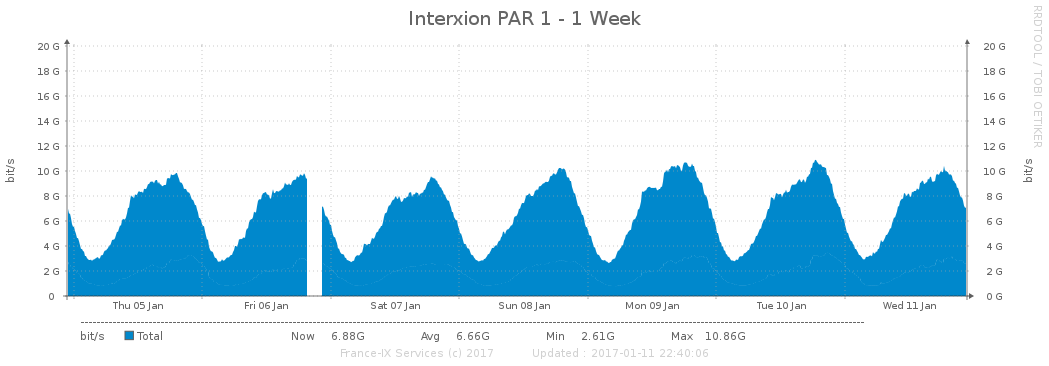 Interxion PAR 1 - 1 Week
RRDTOOL / TOBI OETIKER
20 G 20 G
18 G 18 G
16 G 16 G
14 G 14 G
12 G 12 G
10 G 10 G
8 G 8 G
6 G 6 G
4 G 4 G
2 G 2 G
0 0 G
bit/s
bit/s
Thu 05 Jan Fri 06 Jan Sat 07 Jan Sun 08 Jan Mon 09 Jan Tue 10 Jan Wed 11 Jan
bit/s Total Now 6.88G Avg 6.66G Min 2.61G Max 10.86G
France-IX Services (c) 2017 Updated : 2017-01-11 22:40:06